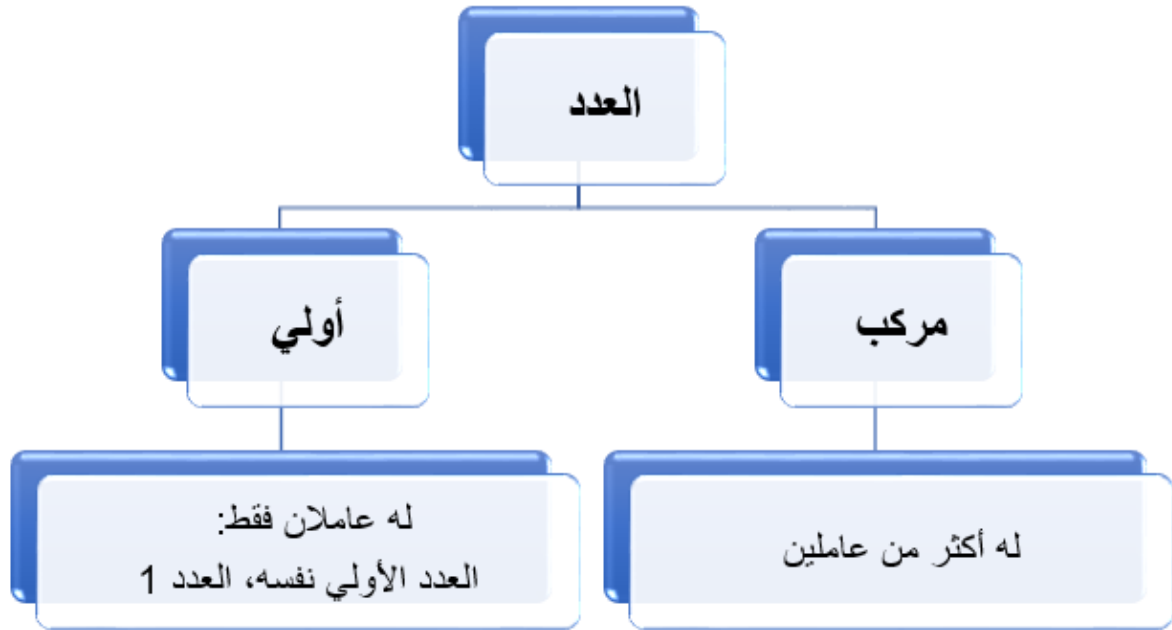 العدد
مركب
أولي
له أكثر من عاملين
له عاملان فقط:
العدد الأولي نفسه، العدد 1